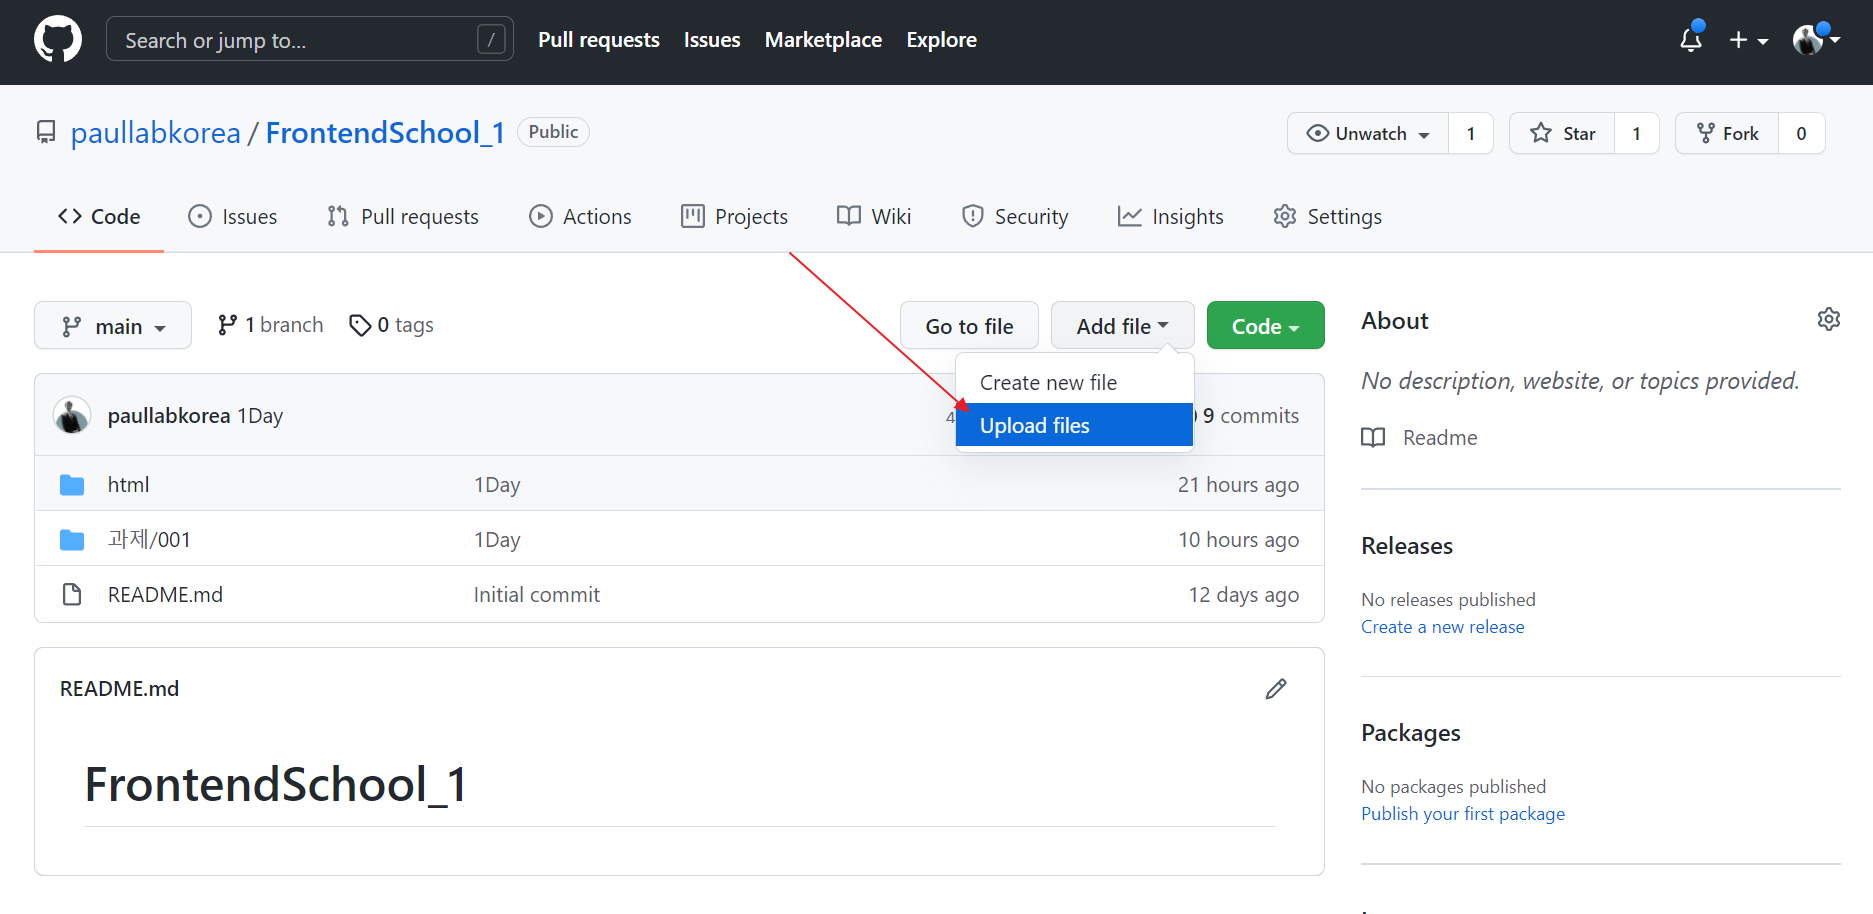 Search or jump to... /
Pull requests Issues Marketplace Explore
paullabkorea / FrontendSchool_1 Public
Unwatch 1 Star 1 Fork 0
Code Issues Pull requests Actions Projects Wiki Security Insights Settings
main 1 branch 0 tags
Go to file Add file Code
Create new file
Upload files
paullabkorea 1Day 4 9 commits
html 1Day 21 hours ago
과제/001 1Day 10 hours ago
README.md Initial commit 12 days ago
README.md
FrontendSchool_1
About
No description, website, or topics provided.
Readme
Releases
No releases published
Create a new release
Packages
No packages published
Publish your first package